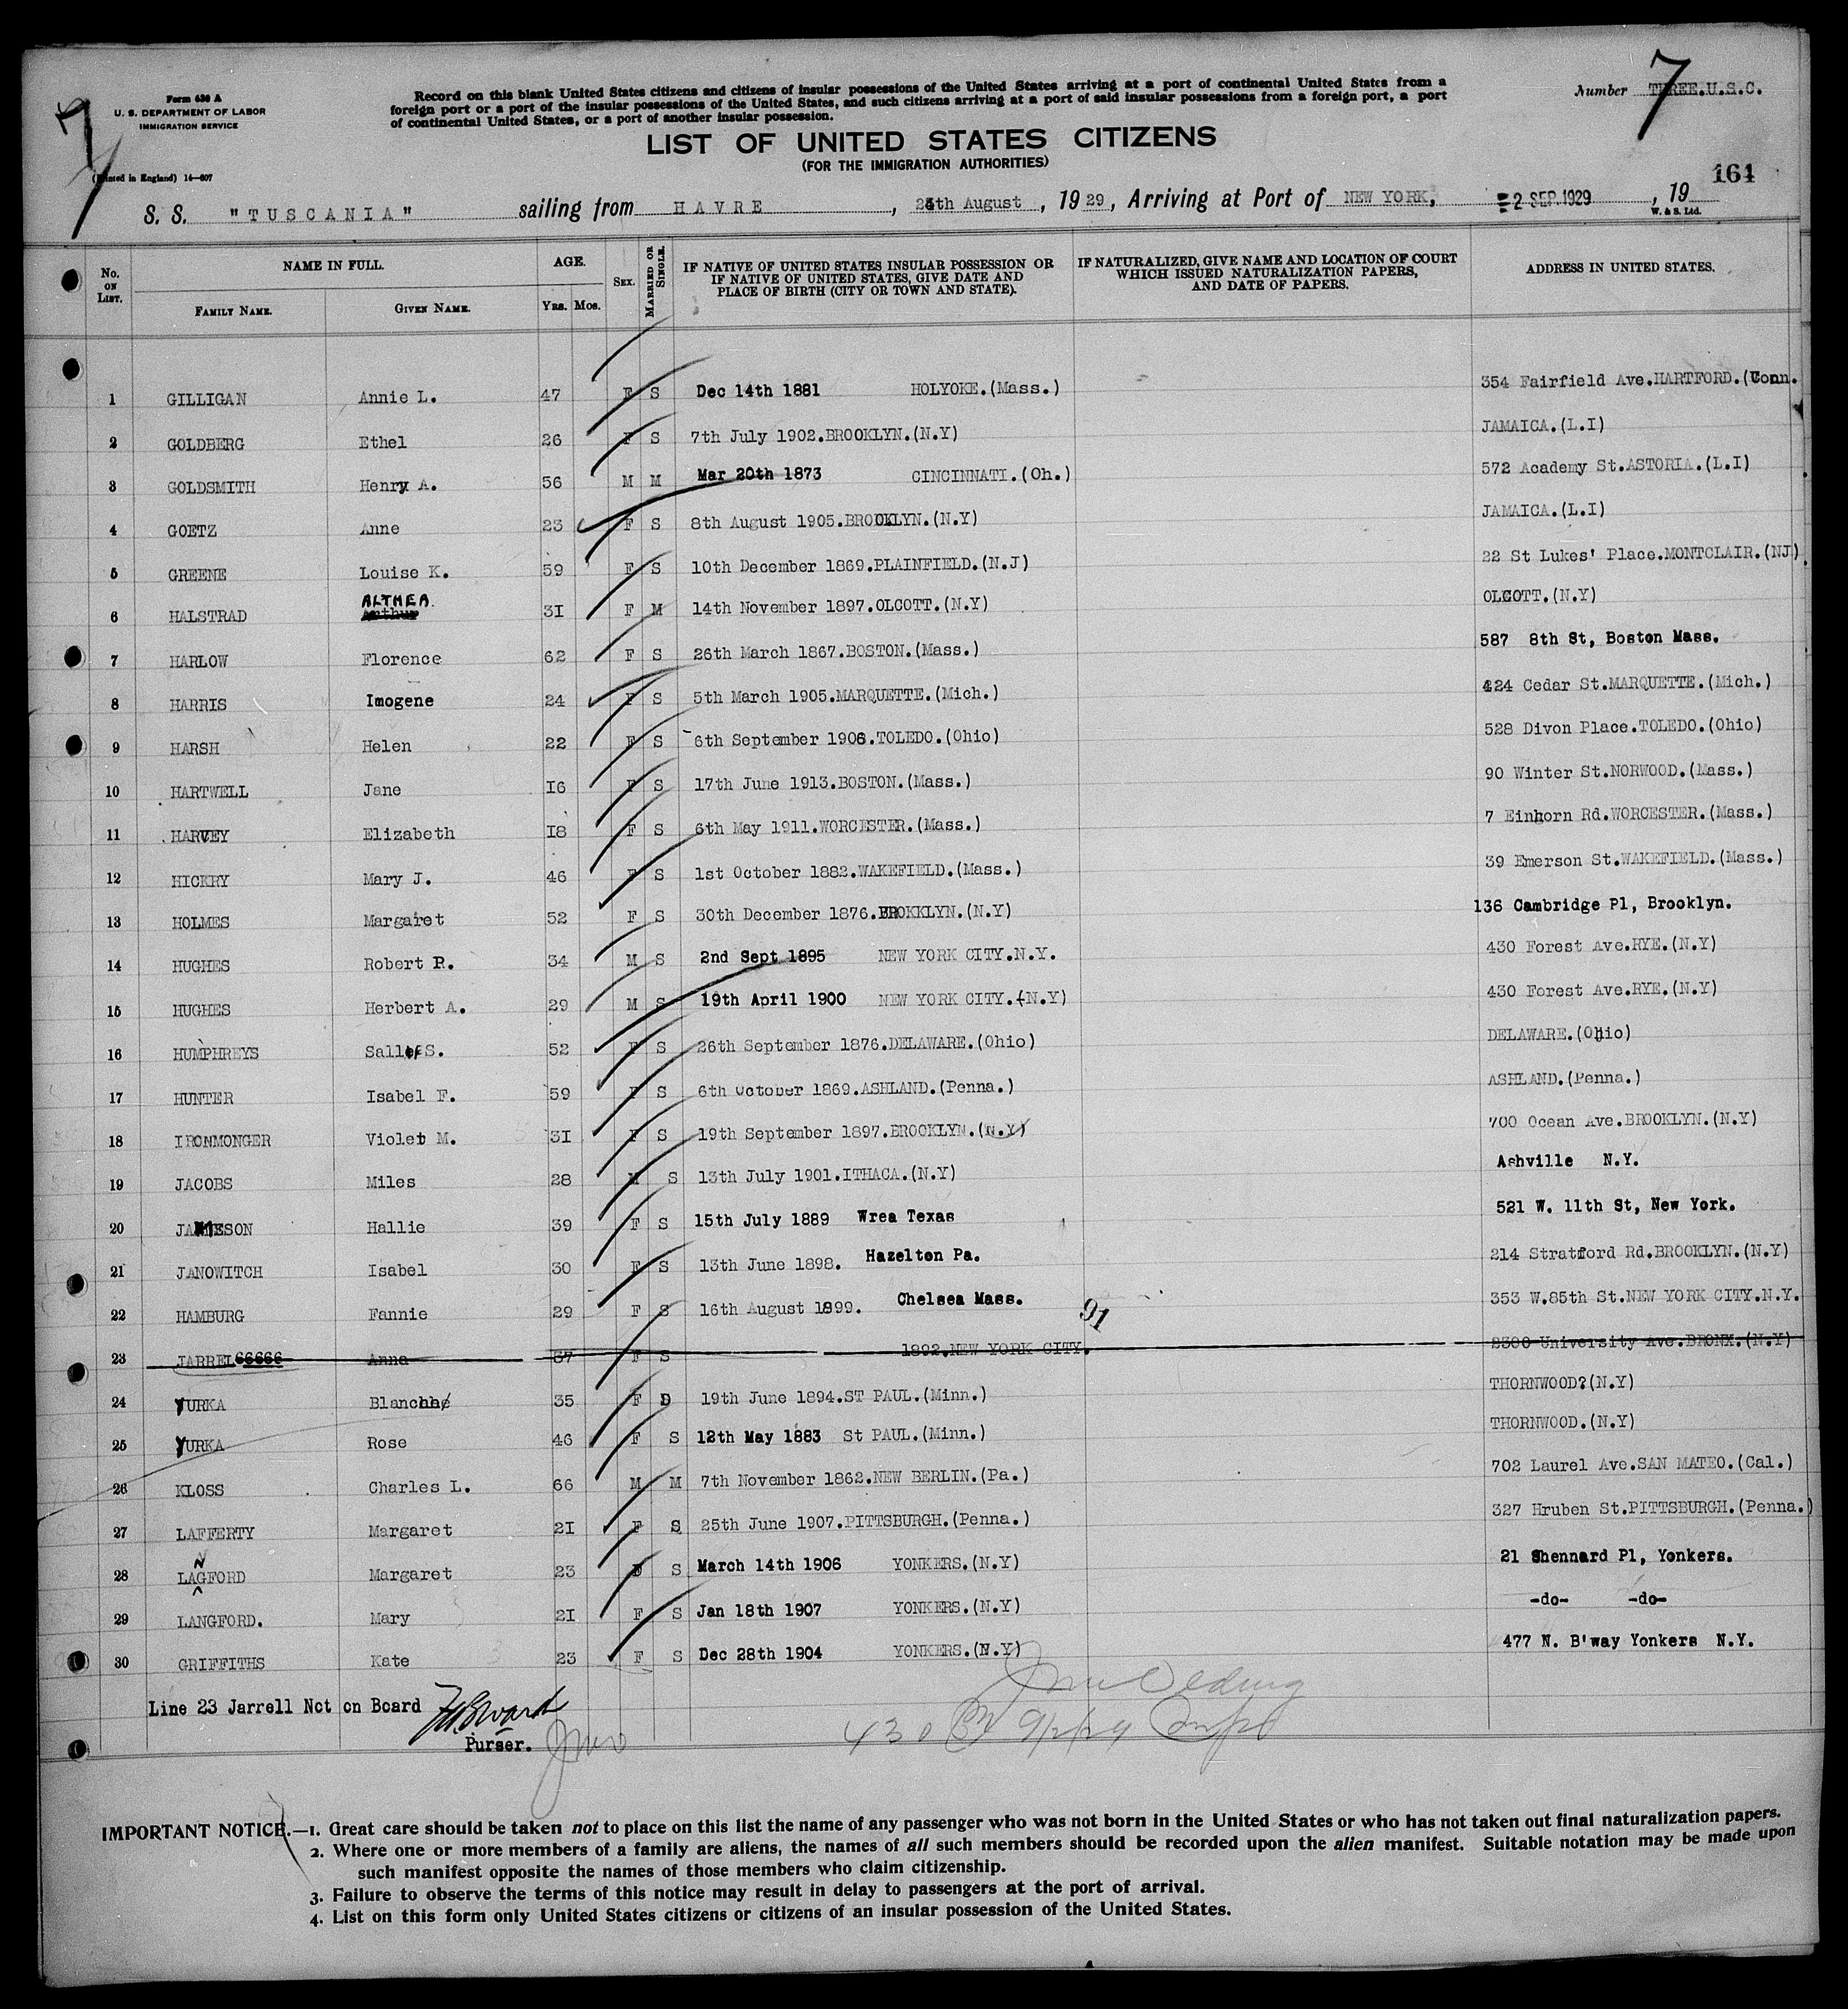 Form 630 A
U. S. DEPARTMENT OF LABOR
IMMIGRATION SERVICE
(Printed in England) 14—607
Record on this blank United States citizens and citizens of insular possessions of the United States arriving at a port of continental United States from a
foreign port or a port of the insular possessions of the United States, and such citizens arriving at a port of said insular possessions from a foreign port, a port
of continental United States, or a port of another insular possession.
Number THREE.U.S.C.
7
7
LIST OF UNITED STATES CITIZENS
(FOR THE IMMIGRATION AUTHORITIES)
161
S. S. "TUSCANIA" sailing from HAVRE, 24th August, 1929, Arriving at Port of NEW YORK, 2 SEP.1929, 19
W. & S. Ltd.
No. ON LIST. NAME IN FULL. FAMILY NAME. GIVEN NAME. AGE. Yrs. Mos. SEX. MARRIED OR SINGLE. IF NATIVE OF UNITED STATES INSULAR POSSESSION OR IF NATIVE OF UNITED STATES, GIVE DATE AND PLACE OF BIRTH (CITY OR TOWN AND STATE). IF NATURALIZED, GIVE NAME AND LOCATION OF COURT WHICH ISSUED NATURALIZATION PAPERS, AND DATE OF PAPERS. ADDRESS IN UNITED STATES.
1 GILLIGAN Annie L. 47 F S Dec 14th 1881 HOLYOKE.(Mass.) 354 Fairfield Ave.HARTFORD.(Conn.
2 GOLDBERG Ethel 26 F S 7th July 1902.BROOKLYN.(N.Y) JAMAICA.(L.I)
3 GOLDSMITH Henry A. 56 M M Mar 20th 1873 CINCINNATI.(Oh.) 572 Academy St.ASTORIA.(L.I)
4 GOETZ Anne 23 F S 8th August 1905.BROOKLYN.(N.Y) JAMAICA.(L.I)
5 GREENE Louise K. 59 F S 10th December 1869.PLAINFIELD.(N.J) 22 St Lukes' Place.MONTCLAIR.(NJ)
6 HALSTRAD ALTHEA Arthur 31 F M 14th November 1897.OLCOTT.(N.Y) OLCOTT.(N.Y)
7 HARLOW Florence 62 F S 26th March 1867.BOSTON.(Mass.) 587 8th St, Boston Mass.
8 HARRIS Imogene 24 F S 5th March 1905.MARQUETTE.(Mich.) 424 Cedar St.MARQUETTE.(Mich.)
9 HARSH Helen 22 F S 6th September 1906.TOLEDO.(Ohio) 528 Divon Place.TOLEDO.(Ohio)
10 HARTWELL Jane 16 F S 17th June 1913.BOSTON.(Mass.) 90 Winter St.NORWOOD.(Mass.)
11 HARVEY Elizabeth 18 F S 6th May 1911.WORCESTER.(Mass.) 7 Einhorn Rd.WORCESTER.(Mass.)
12 HICKRY Mary J. 46 F S 1st October 1882.WAKEFIELD.(Mass.) 39 Emerson St.WAKEFIELD.(Mass.)
13 HOLMES Margaret 52 F S 30th December 1876.BROKKLYN.(N.Y) 136 Cambridge Pl, Brooklyn.
14 HUGHES Robert R. 34 M S 2nd Sept 1895 NEW YORK CITY.N.Y. 430 Forest Ave.RYE.(N.Y)
15 HUGHES Herbert A. 29 M S 19th April 1900 NEW YORK CITY.(N.Y) 430 Forest Ave.RYE.(N.Y)
16 HUMPHREYS S. 52 F S 26th September 1876.DELAWARE.(Ohio) DELAWARE.(Ohio)
17 HUNTER Isabel F. 59 F S 6th October 1869.ASHLAND.(Penna.) ASHLAND.(Penna.)
18 IRONMONGER Violet M. 31 F S 19th September 1897.BROOKLYN.(N.Y) 700 Ocean Ave.BROOKLYN.(N.Y)
19 JACOBS Miles 28 M S 13th July 1901.ITHACA.(N.Y) Ashville N.Y.
20 JAMIESON Hallie 39 F S 15th July 1889 Wrea Texas 521 W. 11th St, New York.
21 JANOWITCH Isabel 30 F S 13th June 1898. Hazelton Pa. 214 Stratford Rd.BROOKLYN.(N.Y)
22 HAMBURG Fannie 29 F S 16th August 1899. Chelsea Mass. 91 353 W.85th St.NEW YORK CITY.N.Y.
23 JARREL66666 Anna 37 F S 1892.NEW YORK CITY. 2300 University Ave.BRONX.(N.Y)
24 YURKA Blanche 35 F D 19th June 1894.ST PAUL.(Minn.) THORNWOOD?(N.Y)
25 YURKA Rose 46 F S 12th May 1883 St PAUL.(Minn.) THORNWOOD.(N.Y)
26 KLOSS Charles L. 66 M M 7th November 1862.NEW BERLIN.(Pa.) 702 Laurel Ave.SAN MATEO.(Cal.)
27 LAFFERTY Margaret 21 F S 25th June 1907.PITTSBURGH.(Penna.) 327 Hruben St.PITTSBURGH.(Penna.)
28 LANGFORD Margaret 23 S March 14th 1906 YONKERS.(N.Y) 21 Shennard Pl, Yonkers.
29 LANGFORD. Mary 21 F S Jan 18th 1907 YONKERS.(N.Y) -do- -do-
30 GRIFFITHS Kate 23 F S Dec 28th 1904 YONKERS.(N.Y) 477 N. B'way Yonkers N.Y.
Line 23 Jarrell Not on Board
Purser.
430 9/2/29
IMPORTANT NOTICE.—1. Great care should be taken not to place on this list the name of any passenger who was not born in the United States or who has not taken out final naturalization papers.
2. Where one or more members of a family are aliens, the names of all such members should be recorded upon the alien manifest. Suitable notation may be made upon
such manifest opposite the names of those members who claim citizenship.
3. Failure to observe the terms of this notice may result in delay to passengers at the port of arrival.
4. List on this form only United States citizens or citizens of an insular possession of the United States.